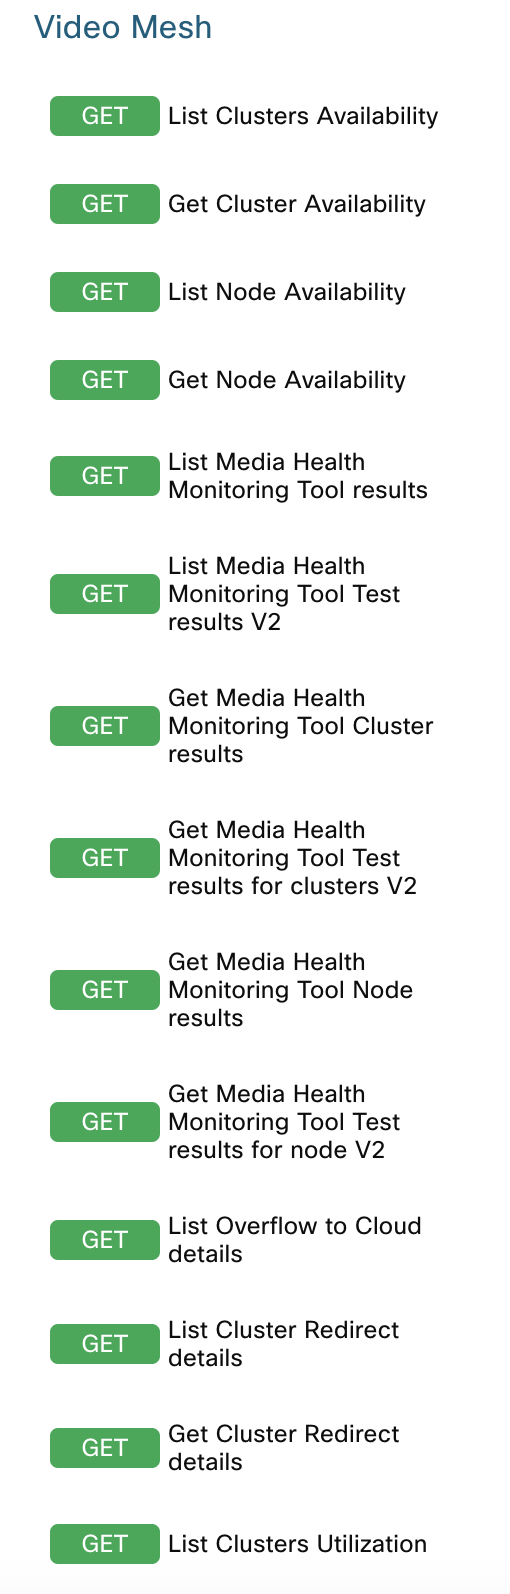 Video Mesh
GET List Clusters Availability
GET Get Cluster Availability
GET List Node Availability
GET Get Node Availability
List Media Health
GET Monitoring Tool results
List Media Health
GET Monitoring Tool Test
results V2
Get Media Health
GET Monitoring Tool Cluster
results
Get Media Health
GET Monitoring Tool Test
results for clusters V2
Get Media Health
GET Monitoring Tool Node
results
Get Media Health
GET Monitoring Tool Test
results for node V2
GET List Overflow to Cloud
details
GET List Cluster Redirect
details
GET Get Cluster Redirect
details
GET List Clusters Utilization